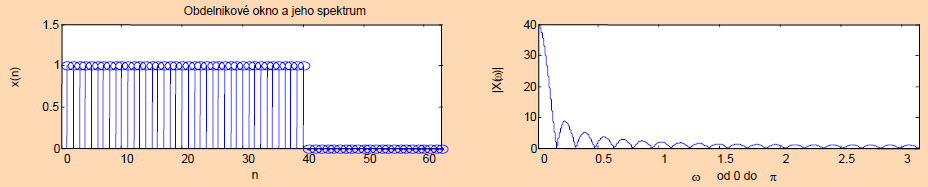 Obdelnikové okno a jeho spektrum
1.5
1
0.5
0
x(n)
0 10 20 30 40 50 60
n
40
30
20
10
0
|X(ω)|
0 0.5 1 1.5 2 2.5 3
ω od 0 do π